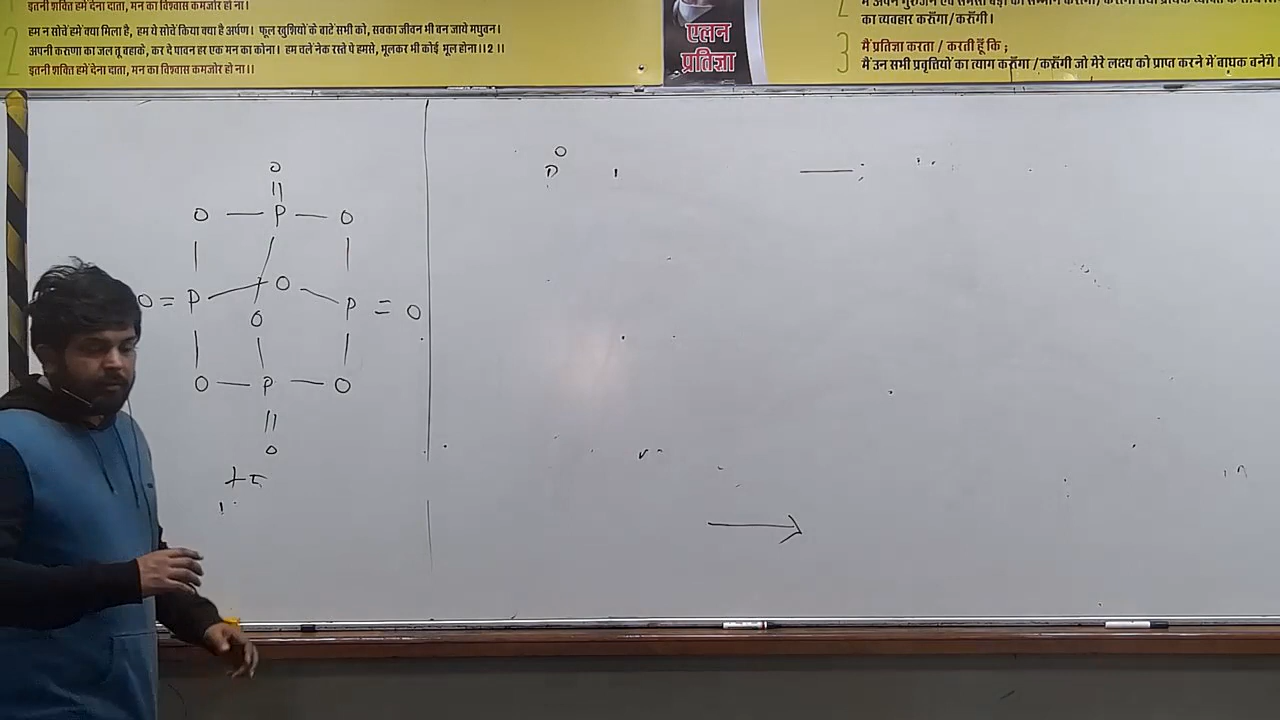 इतनी शक्ति हमें देना दाता, मन का विश्वास कमजोर हो ना।
2
हम न सोचें हमें क्या मिला है, हम ये सोचें किया क्या है अर्पण। फूल खुशियों के बाटें सभी को, सबका जीवन भी बन जाये मधुबन।
अपनी करुणा का जल तू बहाके, कर दे पावन हर एक मन का कोना। हम चलें नेक रस्ते पे हमसे, भूलकर भी कोई भूल हो ना।। 2 ।।
इतनी शक्ति हमें देना दाता, मन का विश्वास कमजोर हो ना।।
एलन
प्रतिज्ञा
का व्यवहार करूँगा / करूँगी।
3
मैं प्रतिज्ञा करता / करती हूँ कि ;
मैं उन सभी प्रवृत्तियों का त्याग करूँगा / करूँगी जो मेरे लक्ष्य को प्राप्त करने में बाधक बनेंगे।
O
||
O — P — O
| |
O = P O P = O
O
| | |
O — P — O
||
O
O
→